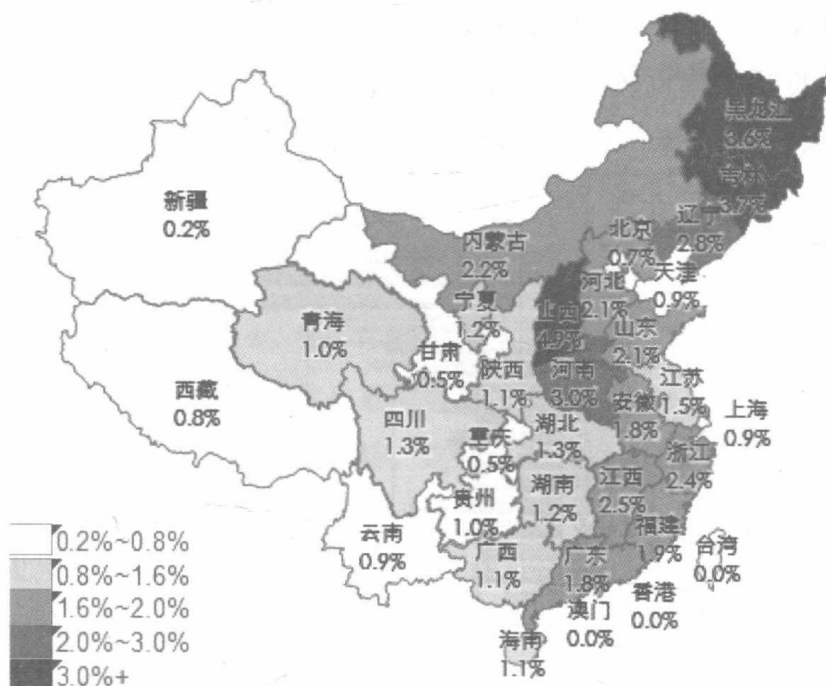 黑龙江
3.6%
吉林
3.7%
辽宁
2.8%
新疆
0.2%
内蒙古
2.2%
北京
0.7%
天津
0.9%
河北
2.1%
宁夏
1.2%
山西
4.9%
山东
2.1%
青海
1.0%
甘肃
0.5%
陕西
1.1%
河南
3.0%
江苏
1.5%
西藏
0.8%
安徽
1.8%
上海
0.9%
四川
1.3%
重庆
0.5%
湖北
1.3%
浙江
2.4%
江西
2.5%
湖南
1.2%
贵州
1.0%
云南
0.9%
福建
1.9%
台湾
0.0%
广西
1.1%
广东
1.8%
香港
0.0%
澳门
0.0%
海南
1.1%
0.2%~0.8%
0.8%~1.6%
1.6%~2.0%
2.0%~3.0%
3.0%+